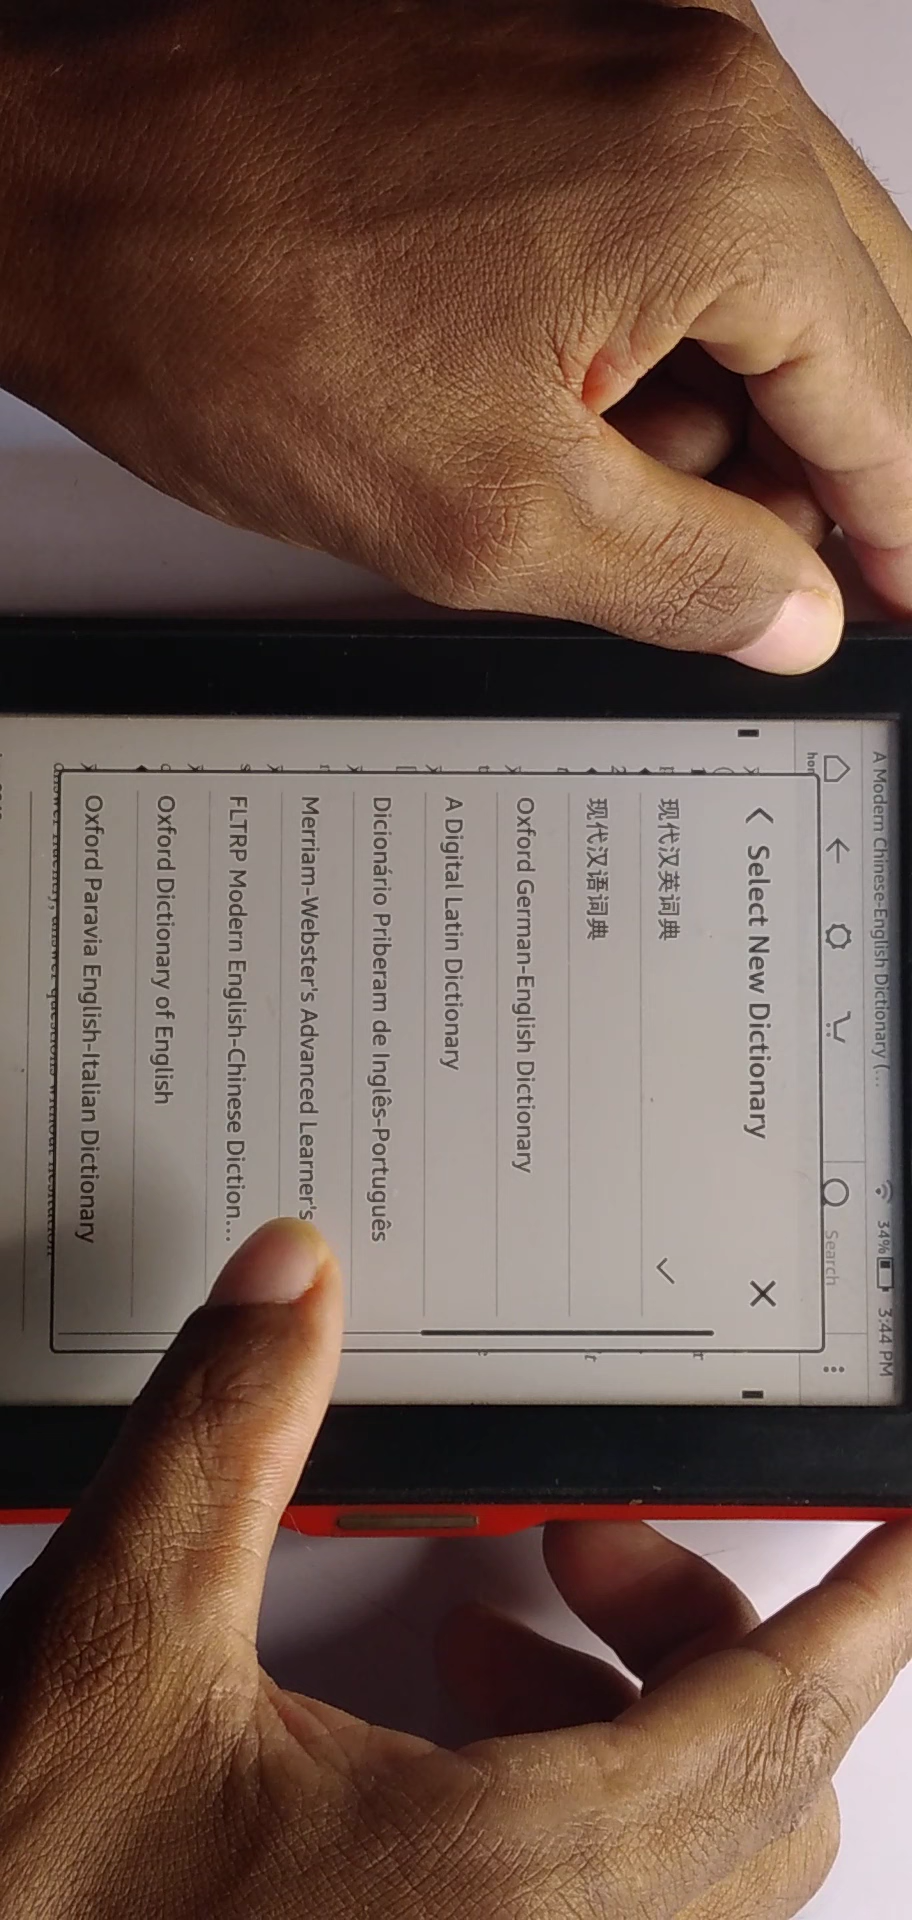 A Modern Chinese-English Dictionary (...
34% 3:44 PM
Search
Select New Dictionary
现代汉英词典
现代汉语词典
Oxford German-English Dictionary
A Digital Latin Dictionary
Dicionário Priberam de Inglês-Português
Merriam-Webster's Advanced Learner's
FLTRP Modern English-Chinese Diction...
Oxford Dictionary of English
Oxford Paravia English-Italian Dictionary